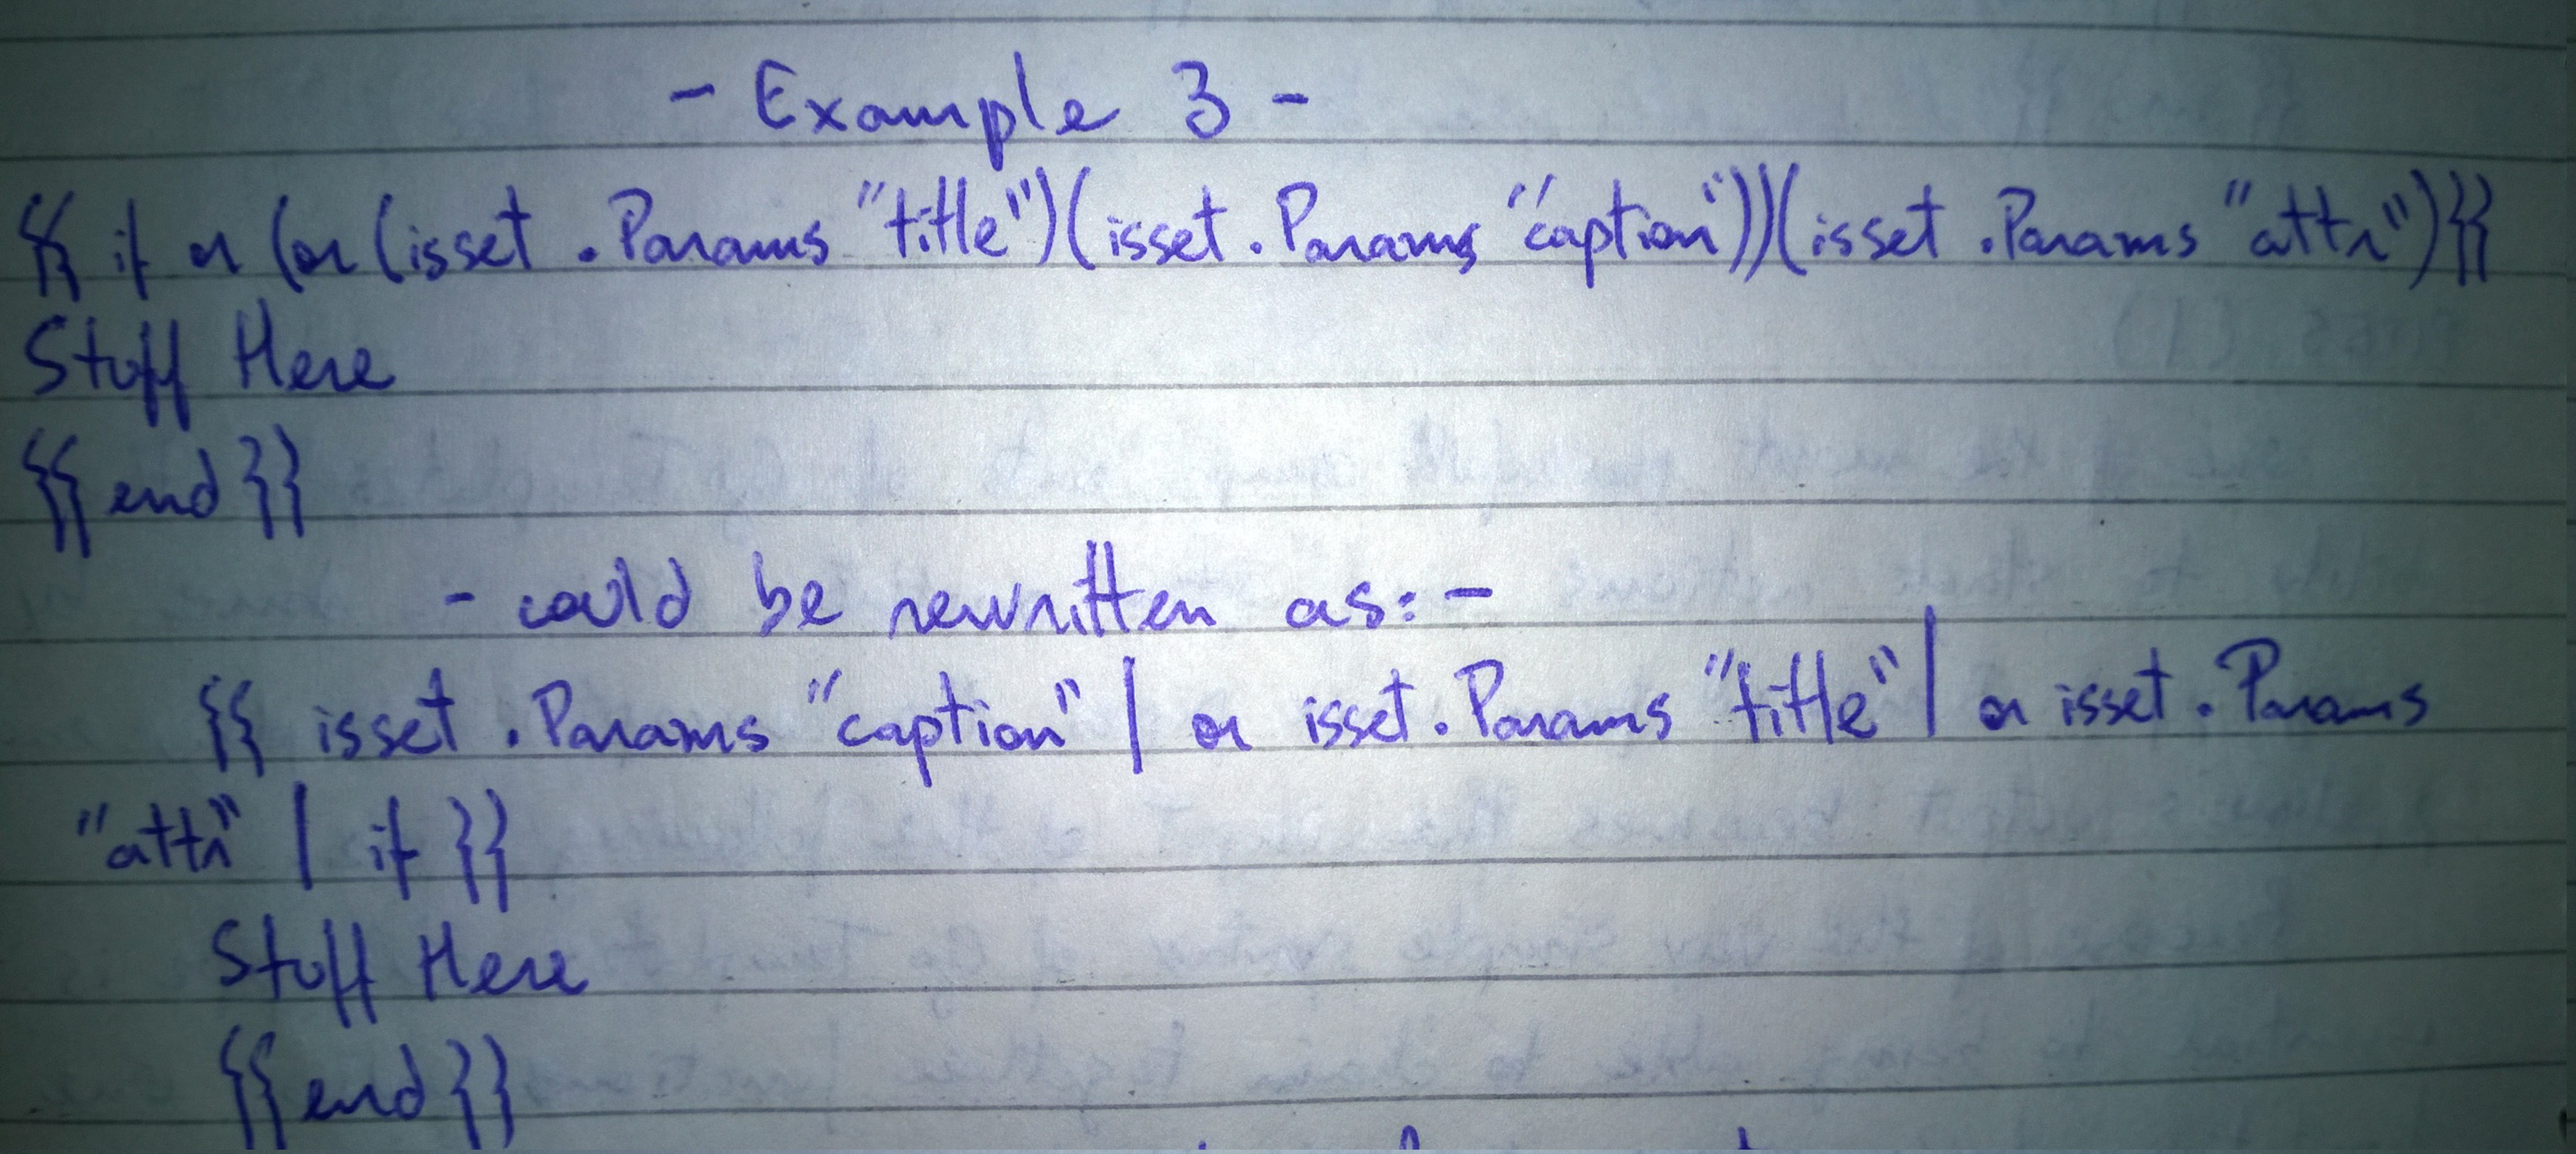 - Example 3 -
{{ if or (or (isset .Params "title")(isset .Params "caption"))(isset .Params "attr")}}
Stuff Here
{{ end }}
- could be rewritten as: -
{{ isset .Params "caption" | or isset .Params "title" | or isset .Params
"attr" | if }}
Stuff Here
{{ end }}